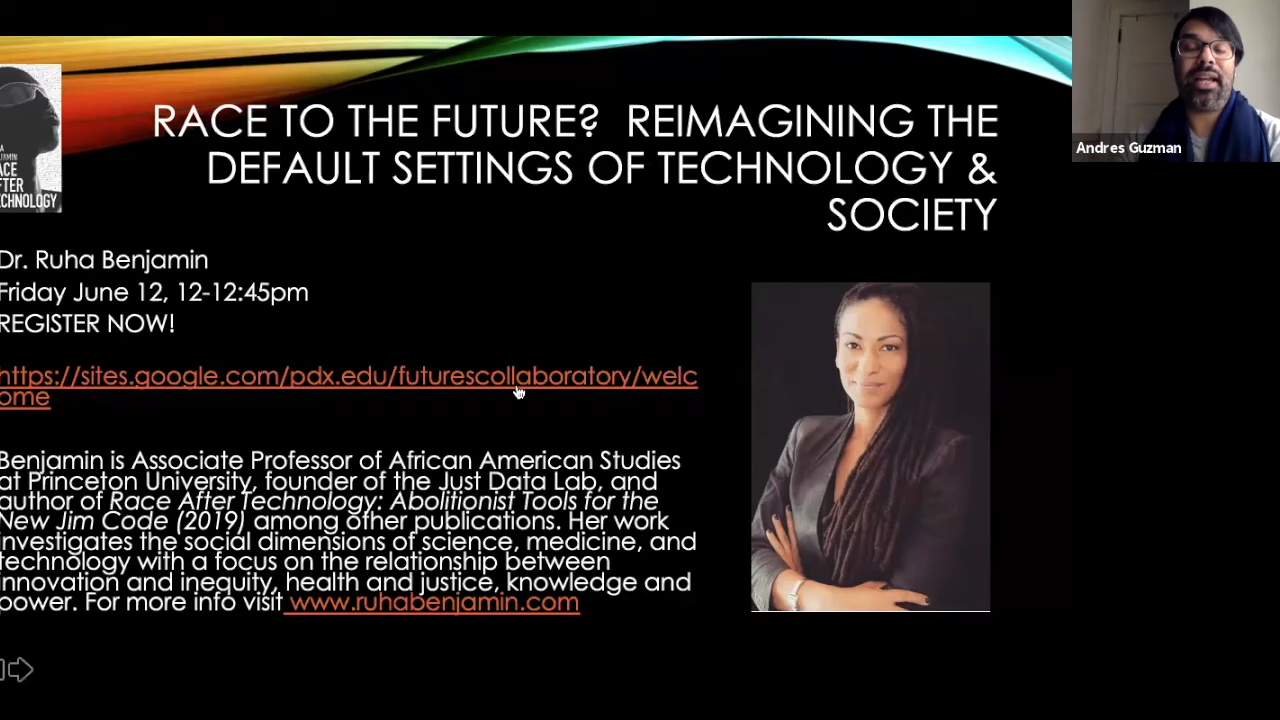 RACE TO THE FUTURE? REIMAGINING THE
DEFAULT SETTINGS OF TECHNOLOGY &
SOCIETY
AFTER
Dr. Ruha Benjamin
Friday June 12, 12-12:45pm
REGISTER NOW!
https://sites.google.com/pdx.edu/futurescollaboratory/welc
ome
Benjamin is Associate Professor of African American Studies
at Princeton University, founder of the Just Data Lab, and
author of Race After Technology: Abolitionist Tools for the
New Jim Code (2019) among other publications. Her work
investigates the social dimensions of science, medicine, and
technology with a focus on the relationship between
innovation and inequity, health and justice, knowledge and
power. For more info visit www.ruhabenjamin.com
Andres Guzman